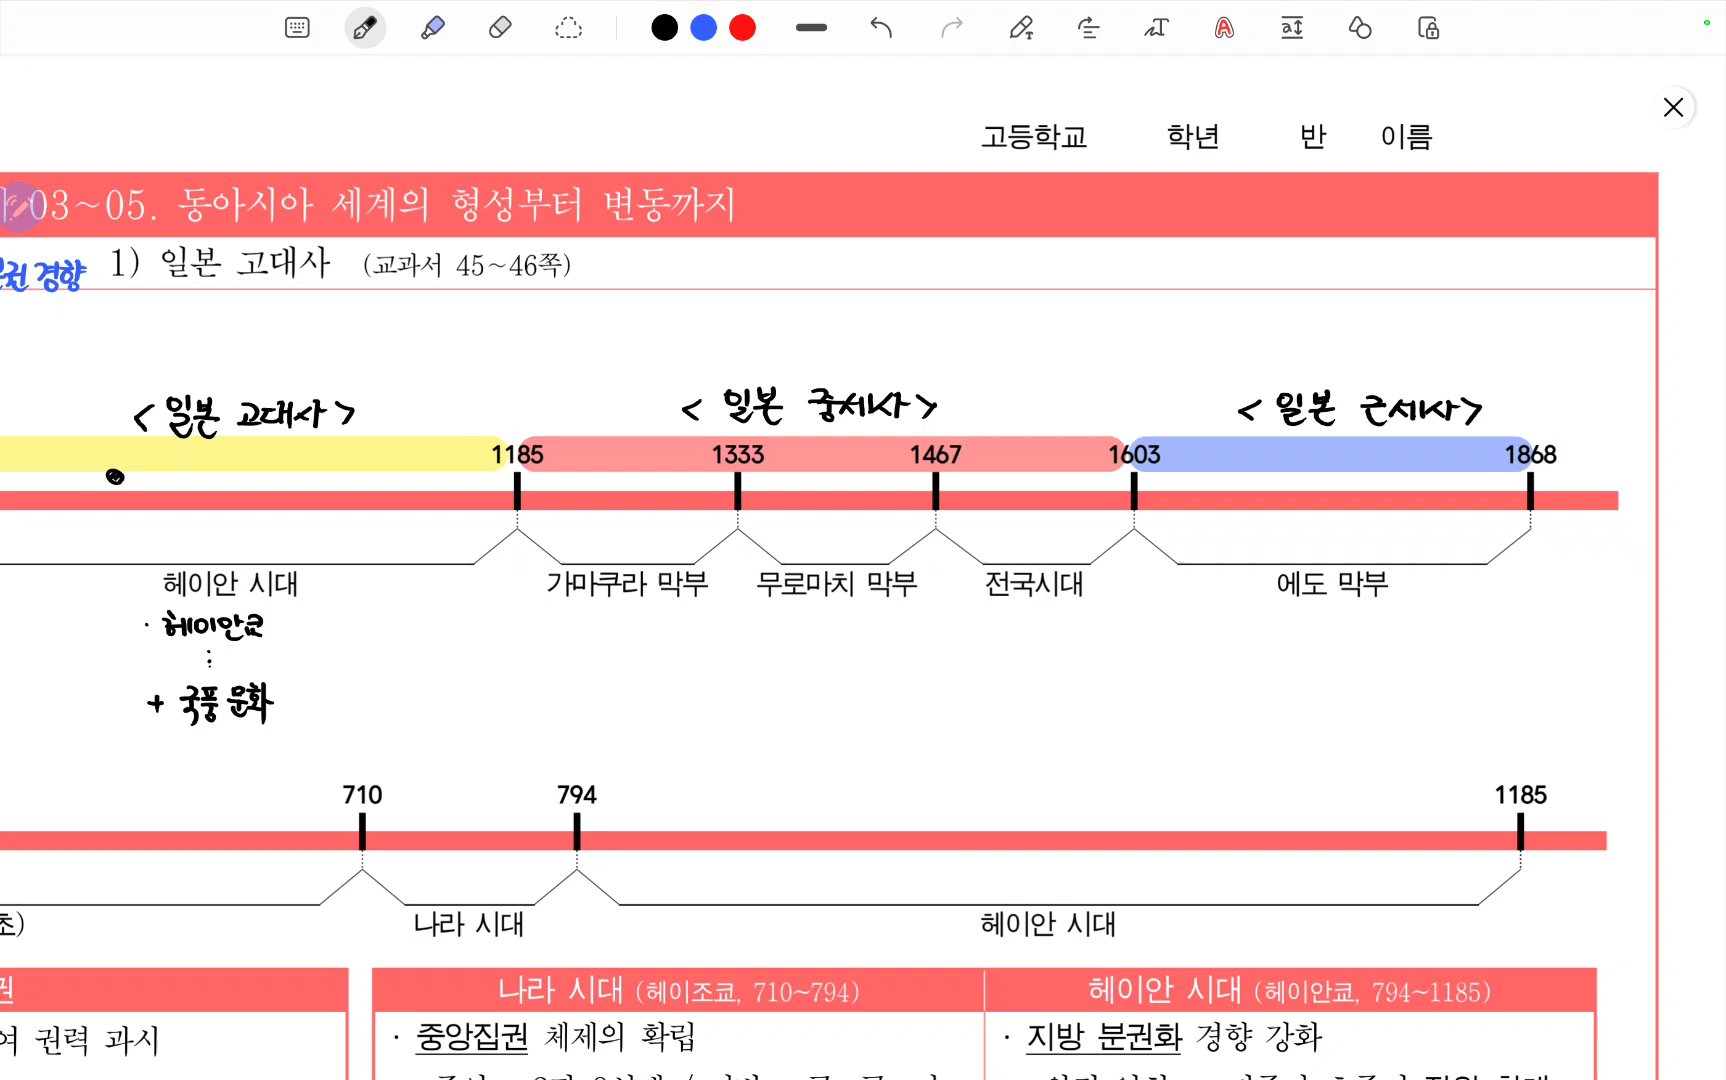 고등학교 학년 반 이름
03~05. 동아시아 세계의 형성부터 변동까지
권 경향 1) 일본 고대사 (교과서 45~46쪽)
< 일본 고대사 > < 일본 중세사 > < 일본 근세사 >
1185 1333 1467 1603 1868
헤이안 시대 가마쿠라 막부 무로마치 막부 전국시대 에도 막부
· 헤이안쿄
⋮
+ 국풍 문화
710 794 1185
초) 나라 시대 헤이안 시대
권 나라 시대 (헤이조쿄, 710~794) 헤이안 시대 (헤이안쿄, 794~1185)
여 권력 과시 · 중앙집권 체제의 확립 · 지방 분권화 경향 강화